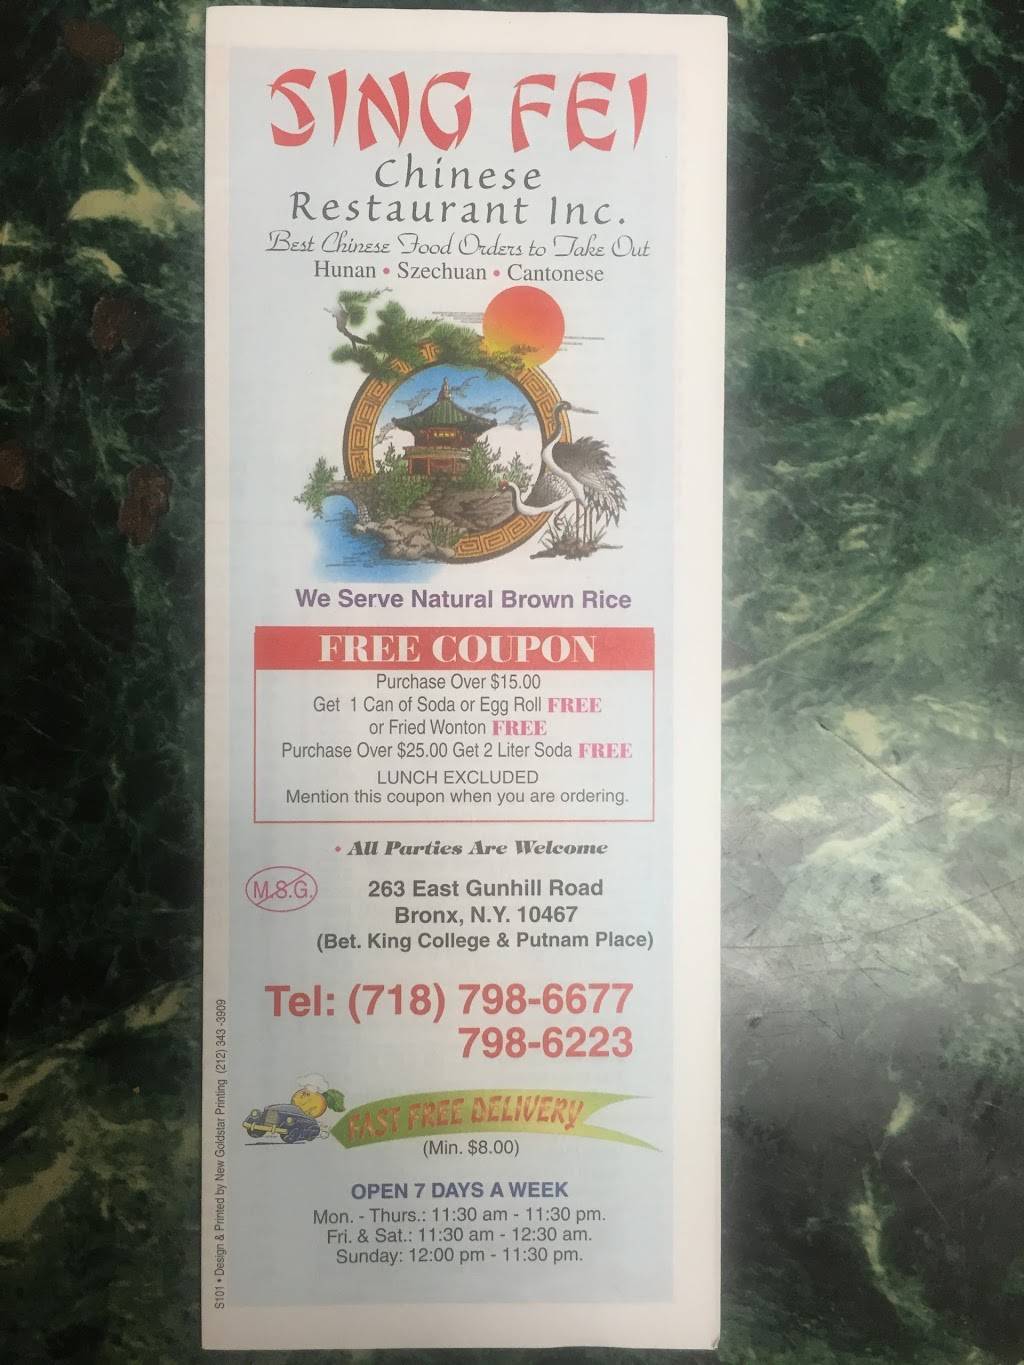 SING FEI
Chinese
Restaurant Inc.
Best Chinese Food Orders to Take Out
Hunan • Szechuan • Cantonese
We Serve Natural Brown Rice
FREE COUPON
Purchase Over $15.00
Get 1 Can of Soda or Egg Roll FREE
or Fried Wonton FREE
Purchase Over $25.00 Get 2 Liter Soda FREE
LUNCH EXCLUDED
Mention this coupon when you are ordering.
• All Parties Are Welcome
M.S.G.
263 East Gunhill Road
Bronx, N.Y. 10467
(Bet. King College & Putnam Place)
Tel: (718) 798-6677
798-6223
FAST FREE DELIVERY
(Min. $8.00)
OPEN 7 DAYS A WEEK
Mon. - Thurs.: 11:30 am - 11:30 pm.
Fri. & Sat.: 11:30 am - 12:30 am.
Sunday: 12:00 pm - 11:30 pm.
S101 • Design & Printed by New Goldstar Printing (212) 343-3909